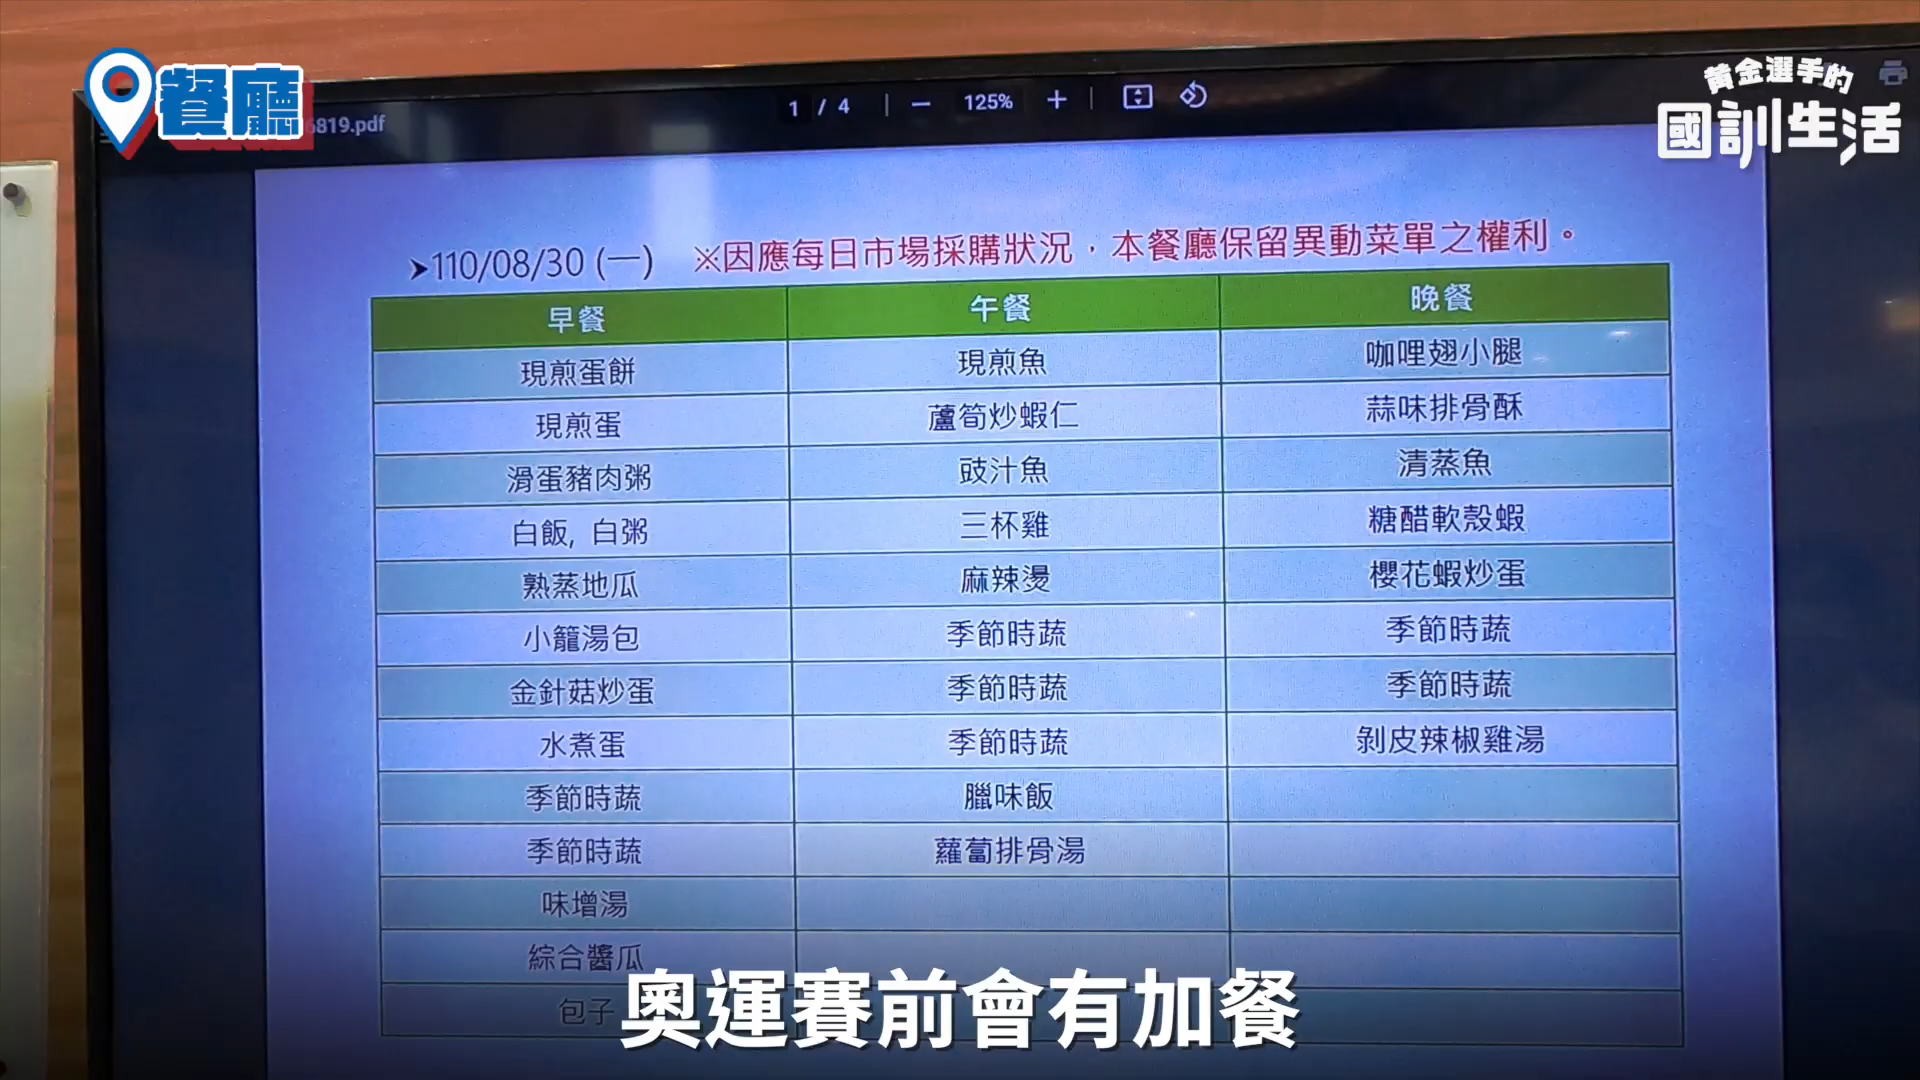 餐廳
黃金選手的
國訓生活
6819.pdf
1 / 4 | − 125% + |
➤110/08/30 (一) ※因應每日市場採購狀況，本餐廳保留異動菜單之權利。
早餐 午餐 晚餐
現煎蛋餅 現煎魚 咖哩翅小腿
現煎蛋 蘆筍炒蝦仁 蒜味排骨酥
滑蛋豬肉粥 豉汁魚 清蒸魚
白飯, 白粥 三杯雞 糖醋軟殼蝦
熟蒸地瓜 麻辣燙 櫻花蝦炒蛋
小籠湯包 季節時蔬 季節時蔬
金針菇炒蛋 季節時蔬 季節時蔬
水煮蛋 季節時蔬 剝皮辣椒雞湯
季節時蔬 臘味飯
季節時蔬 蘿蔔排骨湯
味增湯
綜合醬瓜
包子
奧運賽前會有加餐